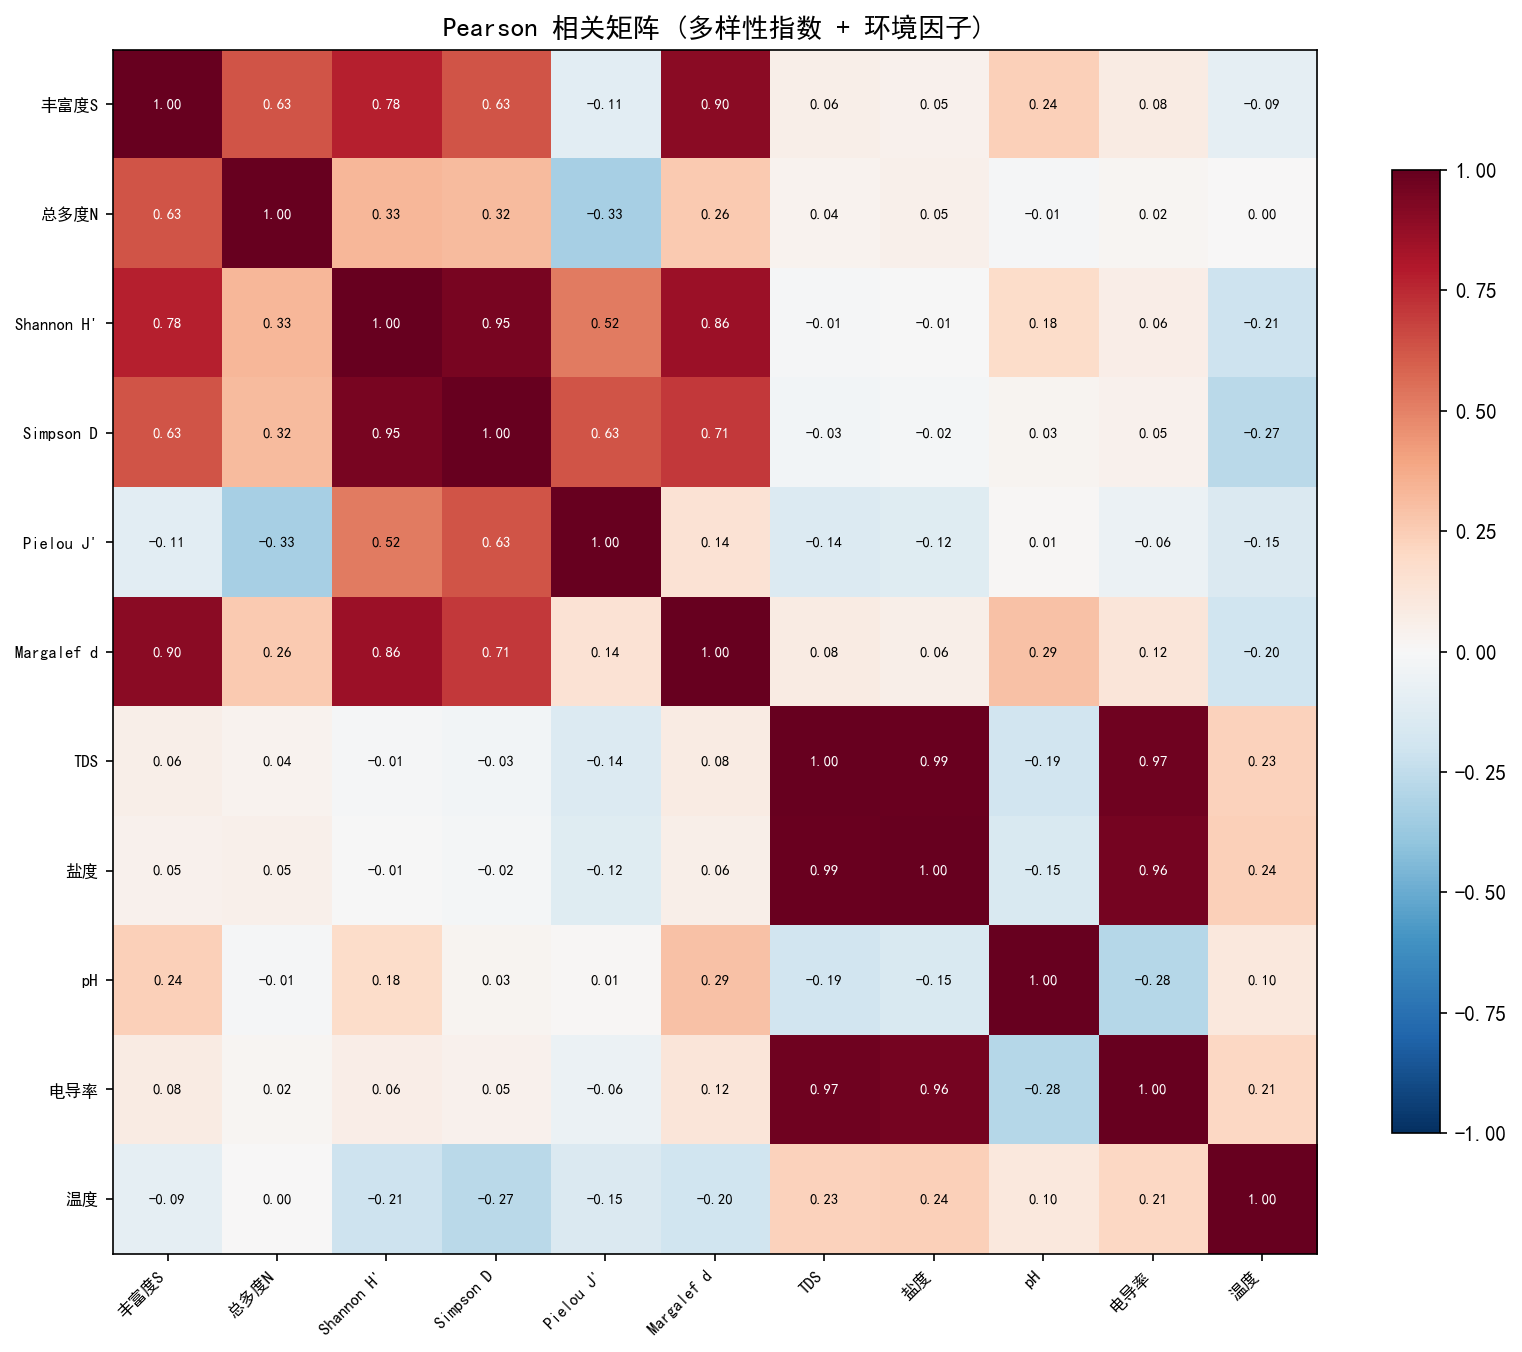 Pearson 相关矩阵 (多样性指数 + 环境因子)
丰富度S 1.00 0.63 0.78 0.63 −0.11 0.90 0.06 0.05 0.24 0.08 −0.09
总多度N 0.63 1.00 0.33 0.32 −0.33 0.26 0.04 0.05 −0.01 0.02 0.00
Shannon H' 0.78 0.33 1.00 0.95 0.52 0.86 −0.01 −0.01 0.18 0.06 −0.21
Simpson D 0.63 0.32 0.95 1.00 0.63 0.71 −0.03 −0.02 0.03 0.05 −0.27
Pielou J' −0.11 −0.33 0.52 0.63 1.00 0.14 −0.14 −0.12 0.01 −0.06 −0.15
Margalef d 0.90 0.26 0.86 0.71 0.14 1.00 0.08 0.06 0.29 0.12 −0.20
TDS 0.06 0.04 −0.01 −0.03 −0.14 0.08 1.00 0.99 −0.19 0.97 0.23
盐度 0.05 0.05 −0.01 −0.02 −0.12 0.06 0.99 1.00 −0.15 0.96 0.24
pH 0.24 −0.01 0.18 0.03 0.01 0.29 −0.19 −0.15 1.00 −0.28 0.10
电导率 0.08 0.02 0.06 0.05 −0.06 0.12 0.97 0.96 −0.28 1.00 0.21
温度 −0.09 0.00 −0.21 −0.27 −0.15 −0.20 0.23 0.24 0.10 0.21 1.00
丰富度S 总多度N Shannon H' Simpson D Pielou J' Margalef d TDS 盐度 pH 电导率 温度
1.00
0.75
0.50
0.25
0.00
−0.25
−0.50
−0.75
−1.00